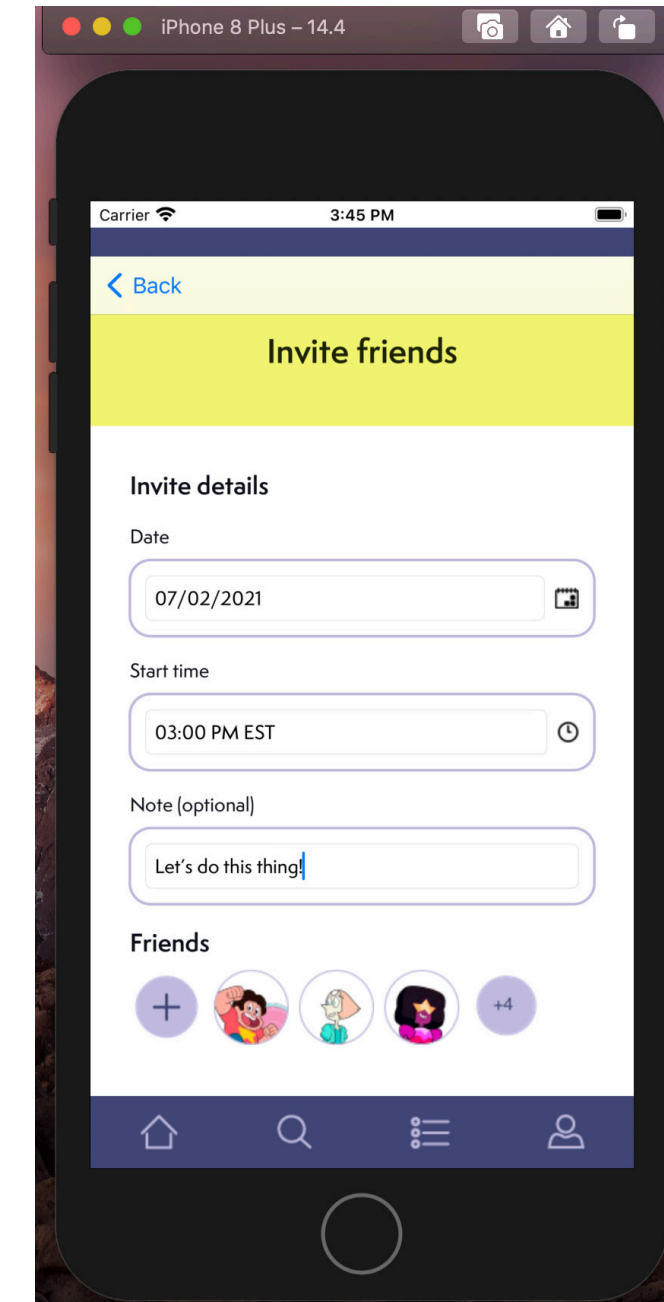 iPhone 8 Plus – 14.4
Carrier 3:45 PM
Back
Invite friends
Invite details
Date
07/02/2021
Start time
03:00 PM EST
Note (optional)
Let's do this thing!
Friends
+4